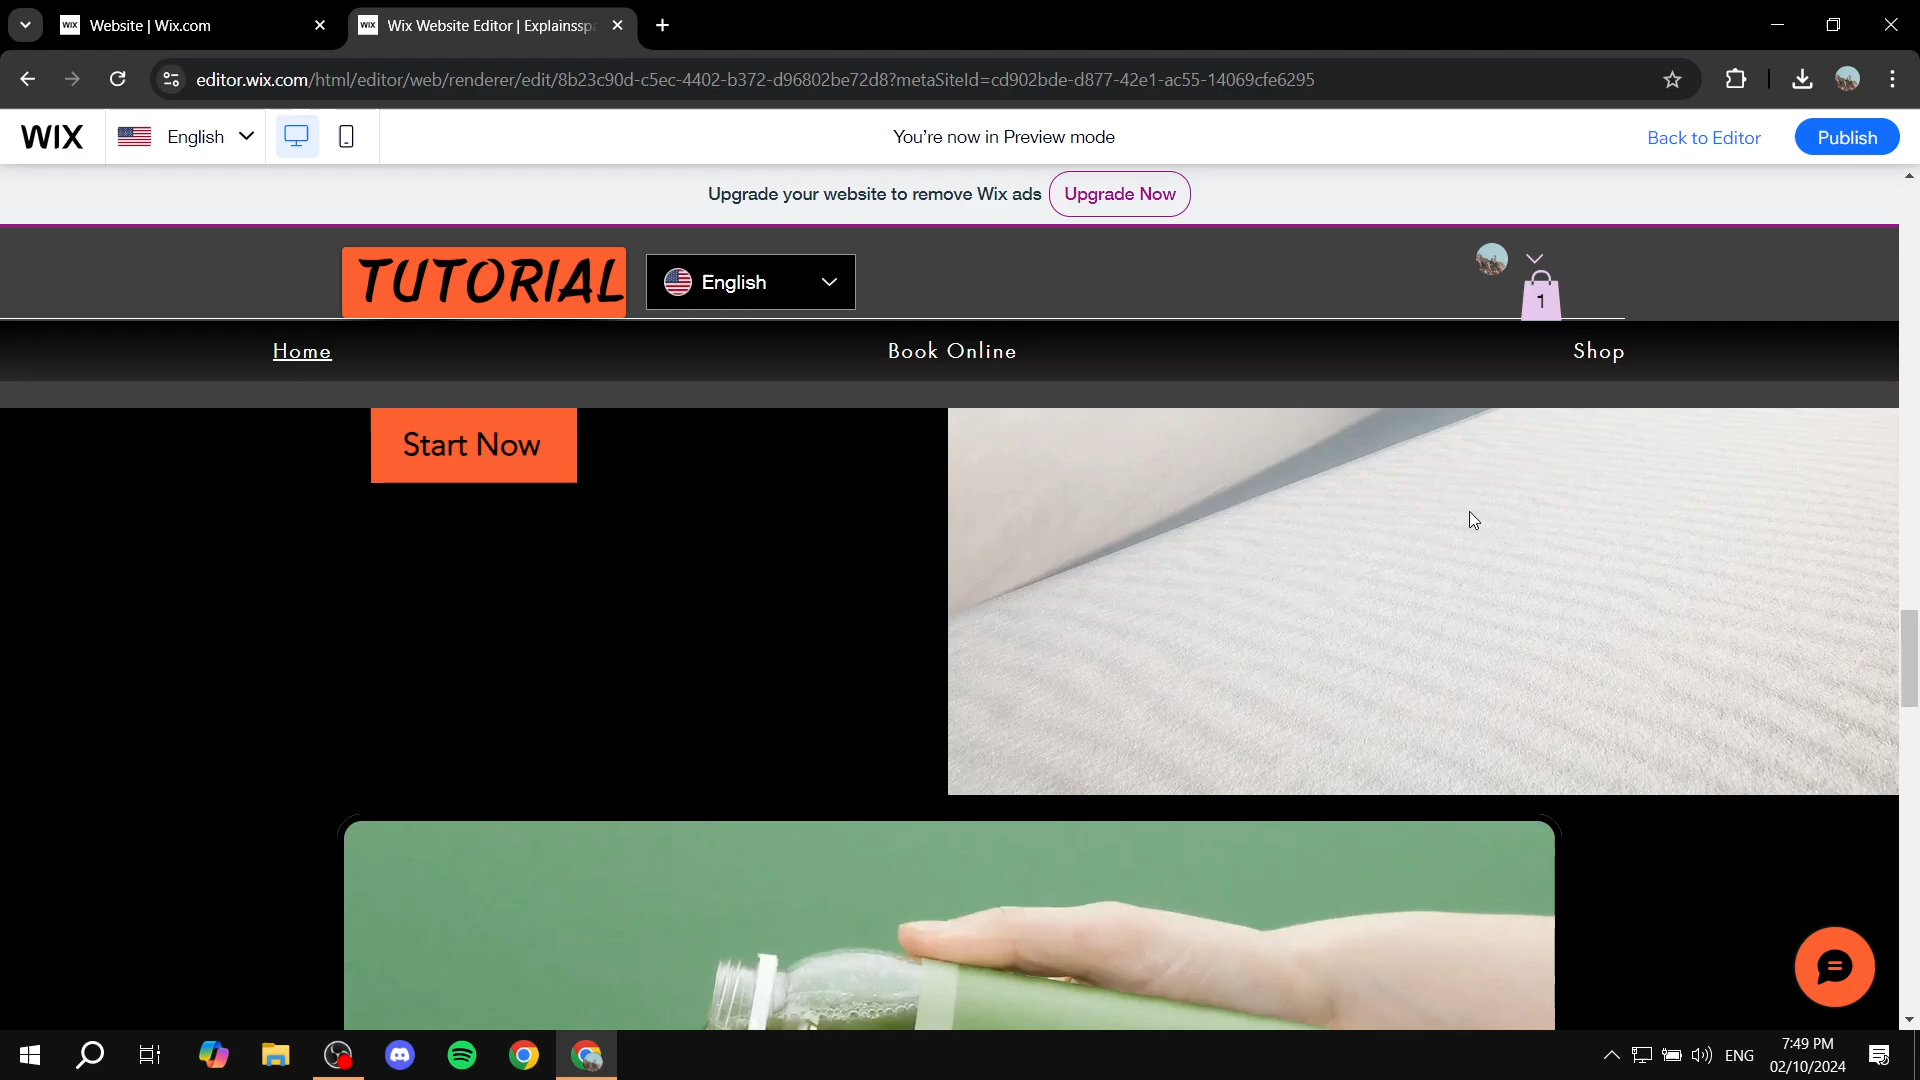 Website | Wix.com
Wix Website Editor | Explainssp
editor.wix.com/html/editor/web/renderer/edit/8b23c90d-c5ec-4402-b372-d96802be72d8?metaSiteId=cd902bde-d877-42e1-ac55-14069cfe6295
WIX
English
You're now in Preview mode
Back to Editor
Publish
Upgrade your website to remove Wix ads
Upgrade Now
TUTORIAL
English
1
Home
Book Online
Shop
Start Now
ENG
7:49 PM
02/10/2024